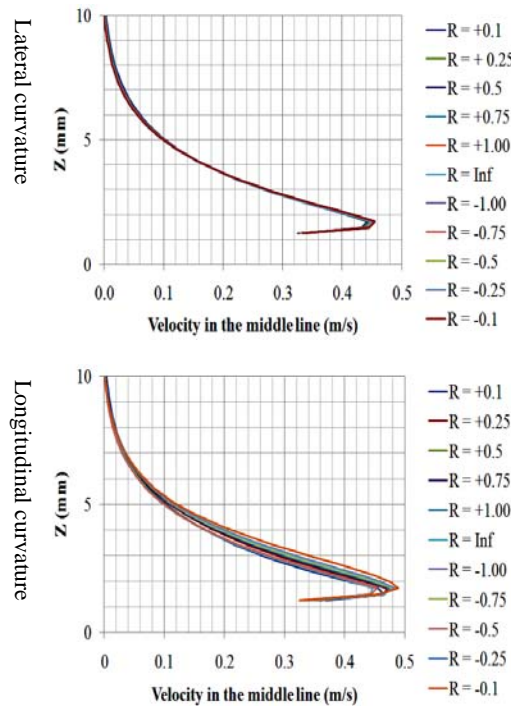 Lateral curvature
Z (mm)
10
5
0
0.0 0.1 0.2 0.3 0.4 0.5
Velocity in the middle line (m/s)
R = +0.1
R = + 0.25
R = +0.5
R = +0.75
R = +1.00
R = Inf
R = -1.00
R = -0.75
R = -0.5
R = -0.25
R = -0.1
Longitudinal curvature
Z (mm)
10
5
0
0 0.1 0.2 0.3 0.4 0.5
Velocity in the middle line (m/s)
R = +0.1
R = +0.25
R = +0.5
R = +0.75
R = +1.00
R = Inf
R = -1.00
R = -0.75
R = -0.5
R = -0.25
R = -0.1